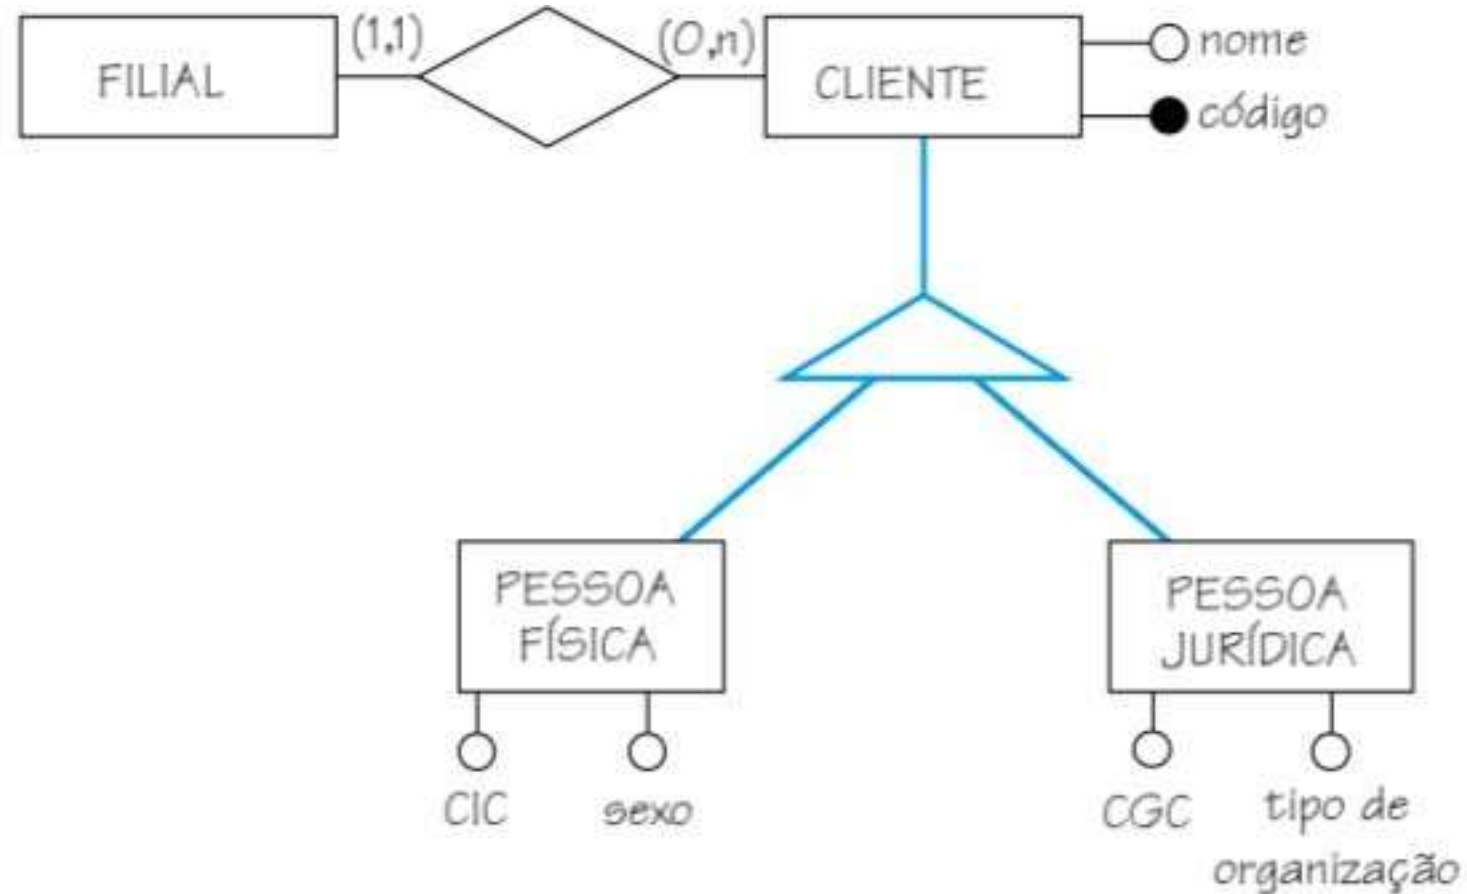 FILIAL
(1,1)
(0,n)
CLIENTE
nome
código
PESSOA
FÍSICA
PESSOA
JURÍDICA
CIC
sexo
CGC
tipo de
organização